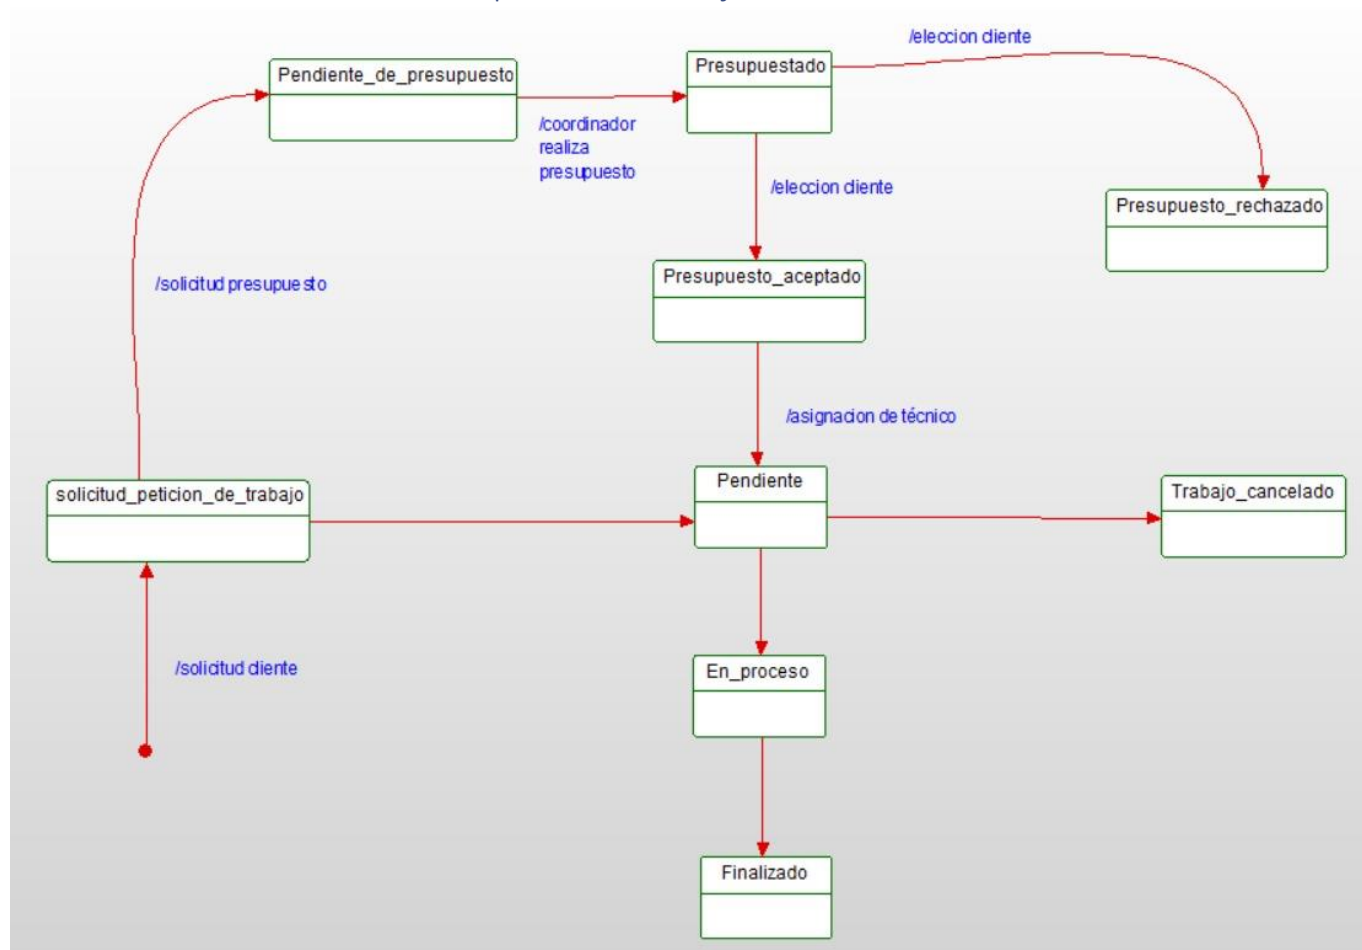 /eleccion cliente
Presupuestado
Pendiente_de_presupuesto
/coordinador
realiza
presupuesto
/eleccion cliente
Presupuesto_rechazado
Presupuesto_aceptado
/solicitud presupuesto
/asignacion de técnico
Pendiente
solicitud_peticion_de_trabajo
Trabajo_cancelado
/solicitud cliente
En_proceso
Finalizado